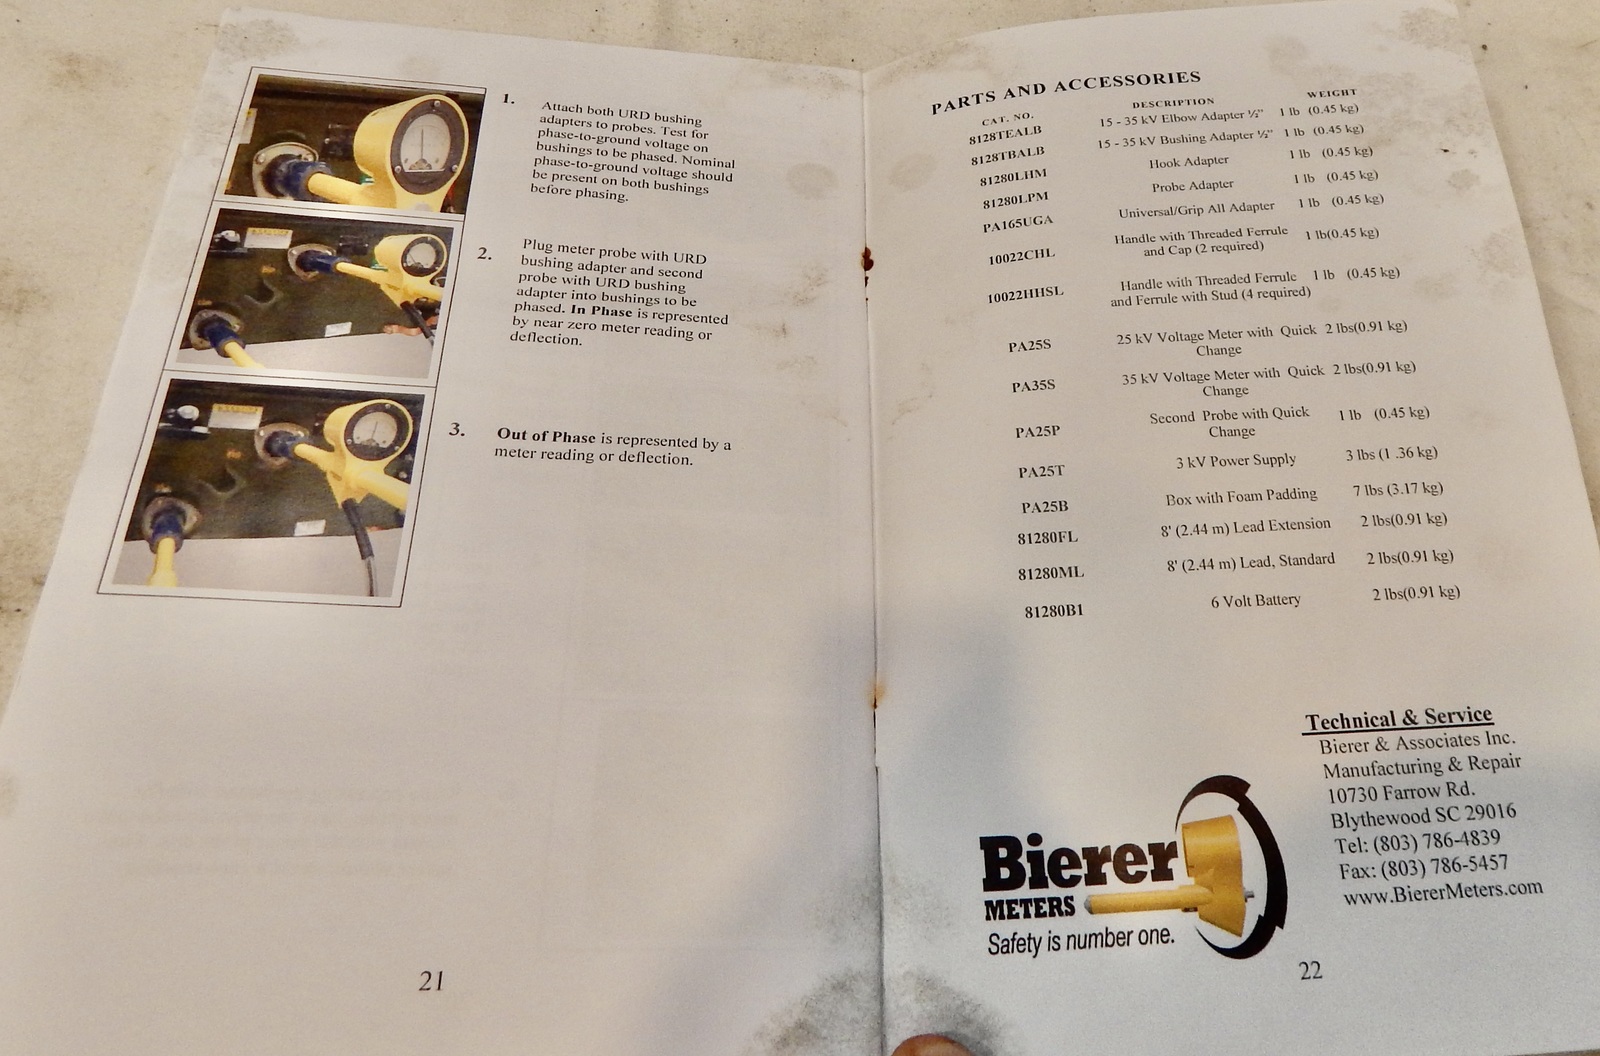 1.
Attach both URD bushing
adapters to probes. Test for
phase-to-ground voltage on
bushings to be phased. Nominal
phase-to-ground voltage should
be present on both bushings
before phasing.
2.
Plug meter probe with URD
bushing adapter and second
probe with URD bushing
adapter into bushings to be
phased. In Phase is represented
by near zero meter reading or
deflection.
3.
Out of Phase is represented by a
meter reading or deflection.
21
PARTS AND ACCESSORIES
CAT. NO. DESCRIPTION WEIGHT
8128TEALB 15 - 35 kV Elbow Adapter ½" 1 lb (0.45 kg)
8128TBALB 15 - 35 kV Bushing Adapter ½" 1 lb (0.45 kg)
81280LHM Hook Adapter 1 lb (0.45 kg)
81280LPM Probe Adapter 1 lb (0.45 kg)
PA165UGA Universal/Grip All Adapter 1 lb (0.45 kg)
10022CHL Handle with Threaded Ferrule 1 lb(0.45 kg)
and Cap (2 required)
10022HHSL Handle with Threaded Ferrule 1 lb (0.45 kg)
and Ferrule with Stud (4 required)
PA25S 25 kV Voltage Meter with Quick 2 lbs(0.91 kg)
Change
PA35S 35 kV Voltage Meter with Quick 2 lbs(0.91 kg)
Change
PA25P Second Probe with Quick 1 lb (0.45 kg)
Change
PA25T 3 kV Power Supply 3 lbs (1 .36 kg)
PA25B Box with Foam Padding 7 lbs (3.17 kg)
81280FL 8' (2.44 m) Lead Extension 2 lbs(0.91 kg)
81280ML 8' (2.44 m) Lead, Standard 2 lbs(0.91 kg)
81280B1 6 Volt Battery 2 lbs(0.91 kg)
Technical & Service
Bierer & Associates Inc.
Manufacturing & Repair
10730 Farrow Rd.
Blythewood SC 29016
Tel: (803) 786-4839
Fax: (803) 786-5457
www.BiererMeters.com
Bierer
METERS
Safety is number one.
22